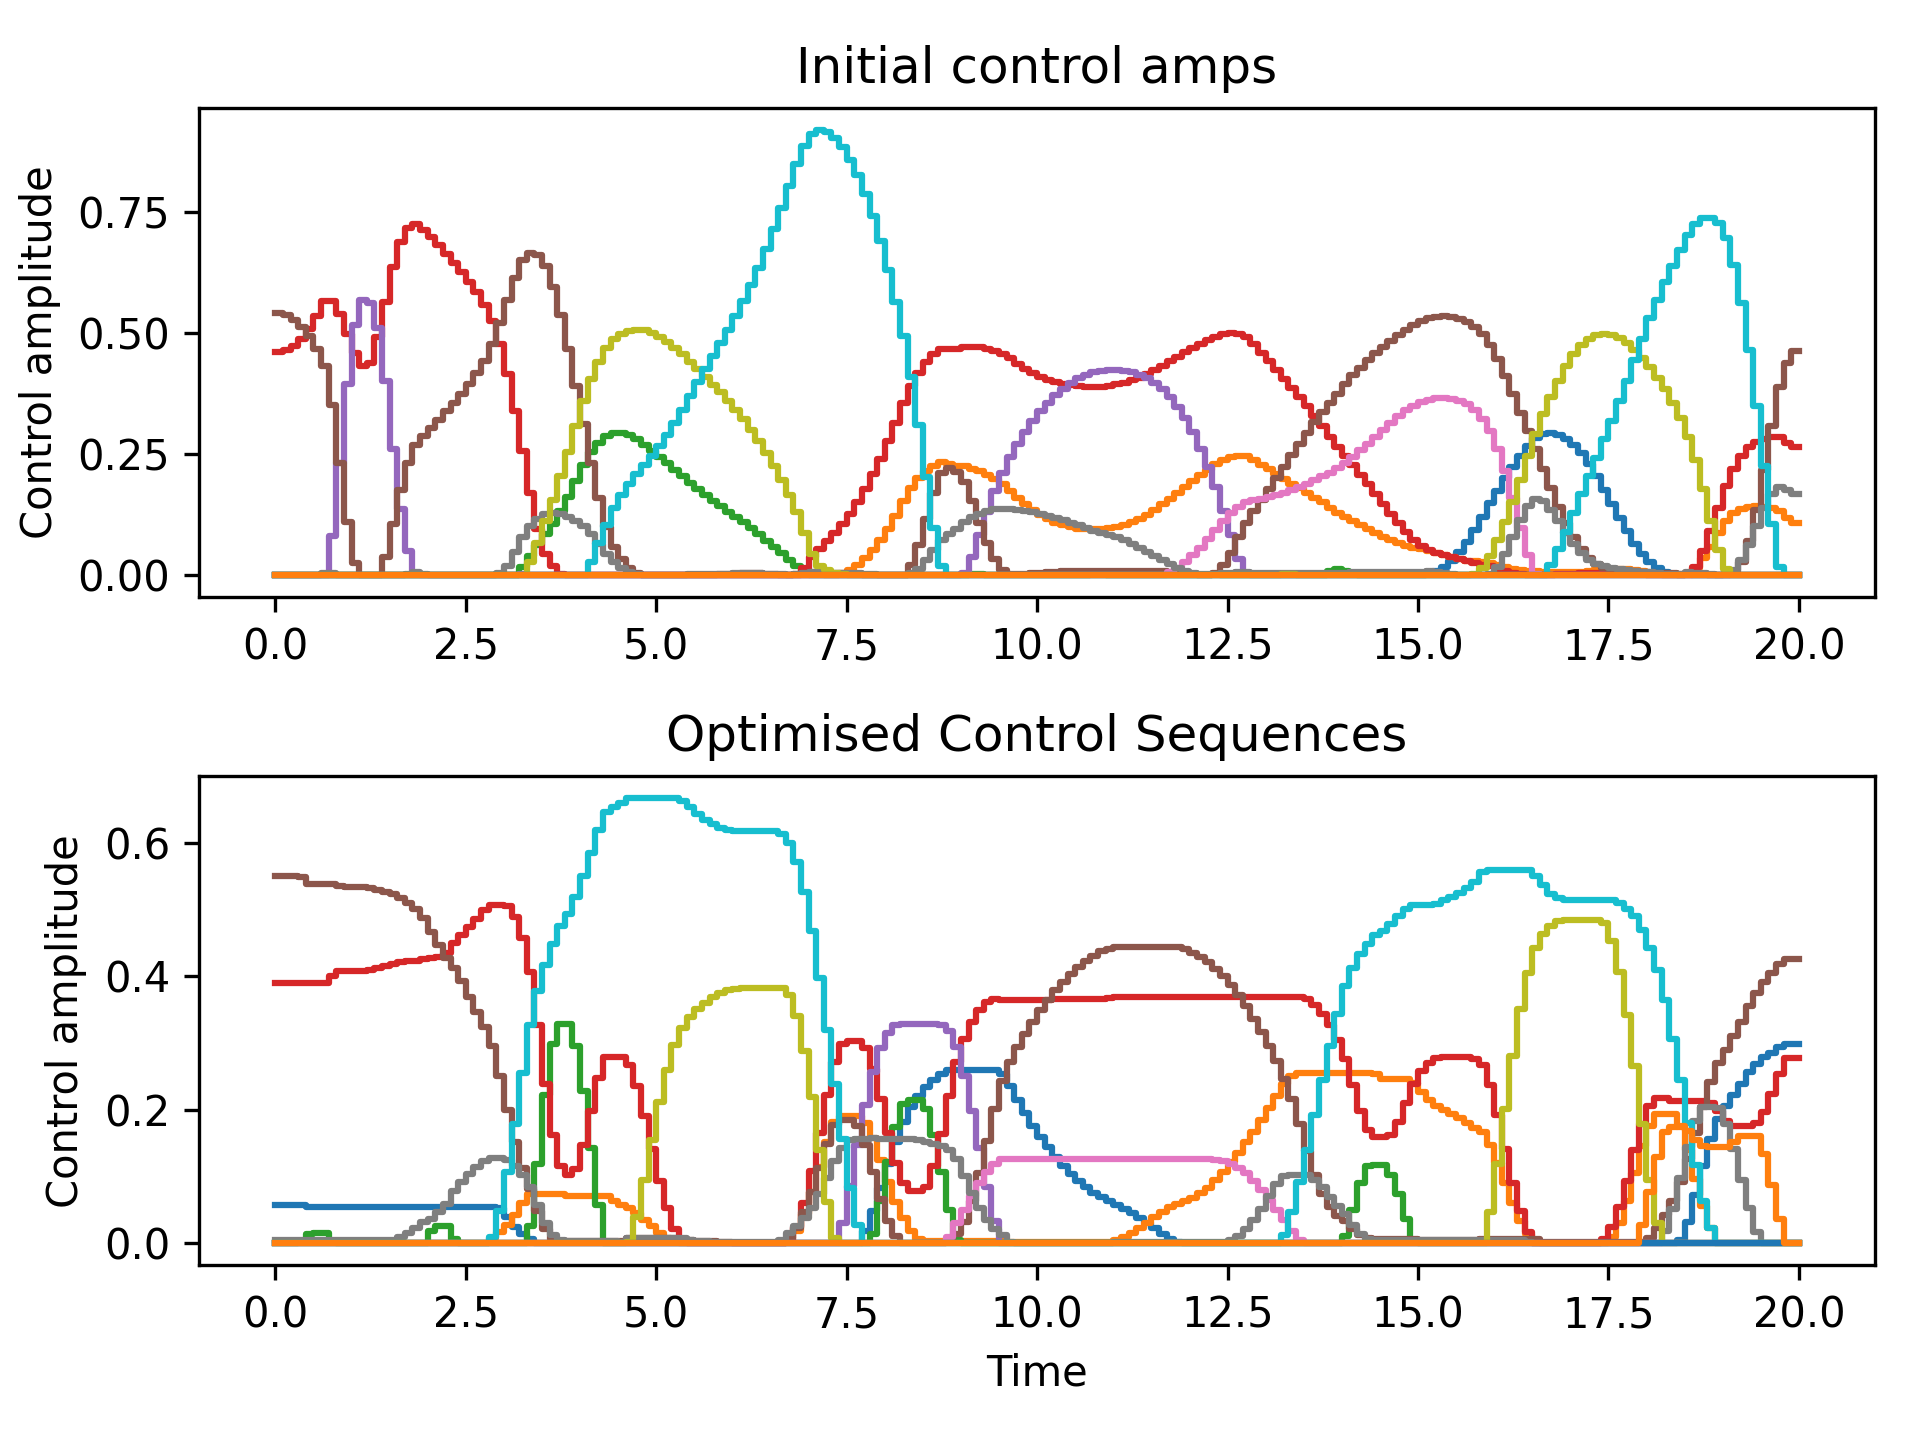 Initial control amps
Control amplitude
0.75
0.50
0.25
0.00
0.0 2.5 5.0 7.5 10.0 12.5 15.0 17.5 20.0
Optimised Control Sequences
Control amplitude
0.6
0.4
0.2
0.0
0.0 2.5 5.0 7.5 10.0 12.5 15.0 17.5 20.0
Time